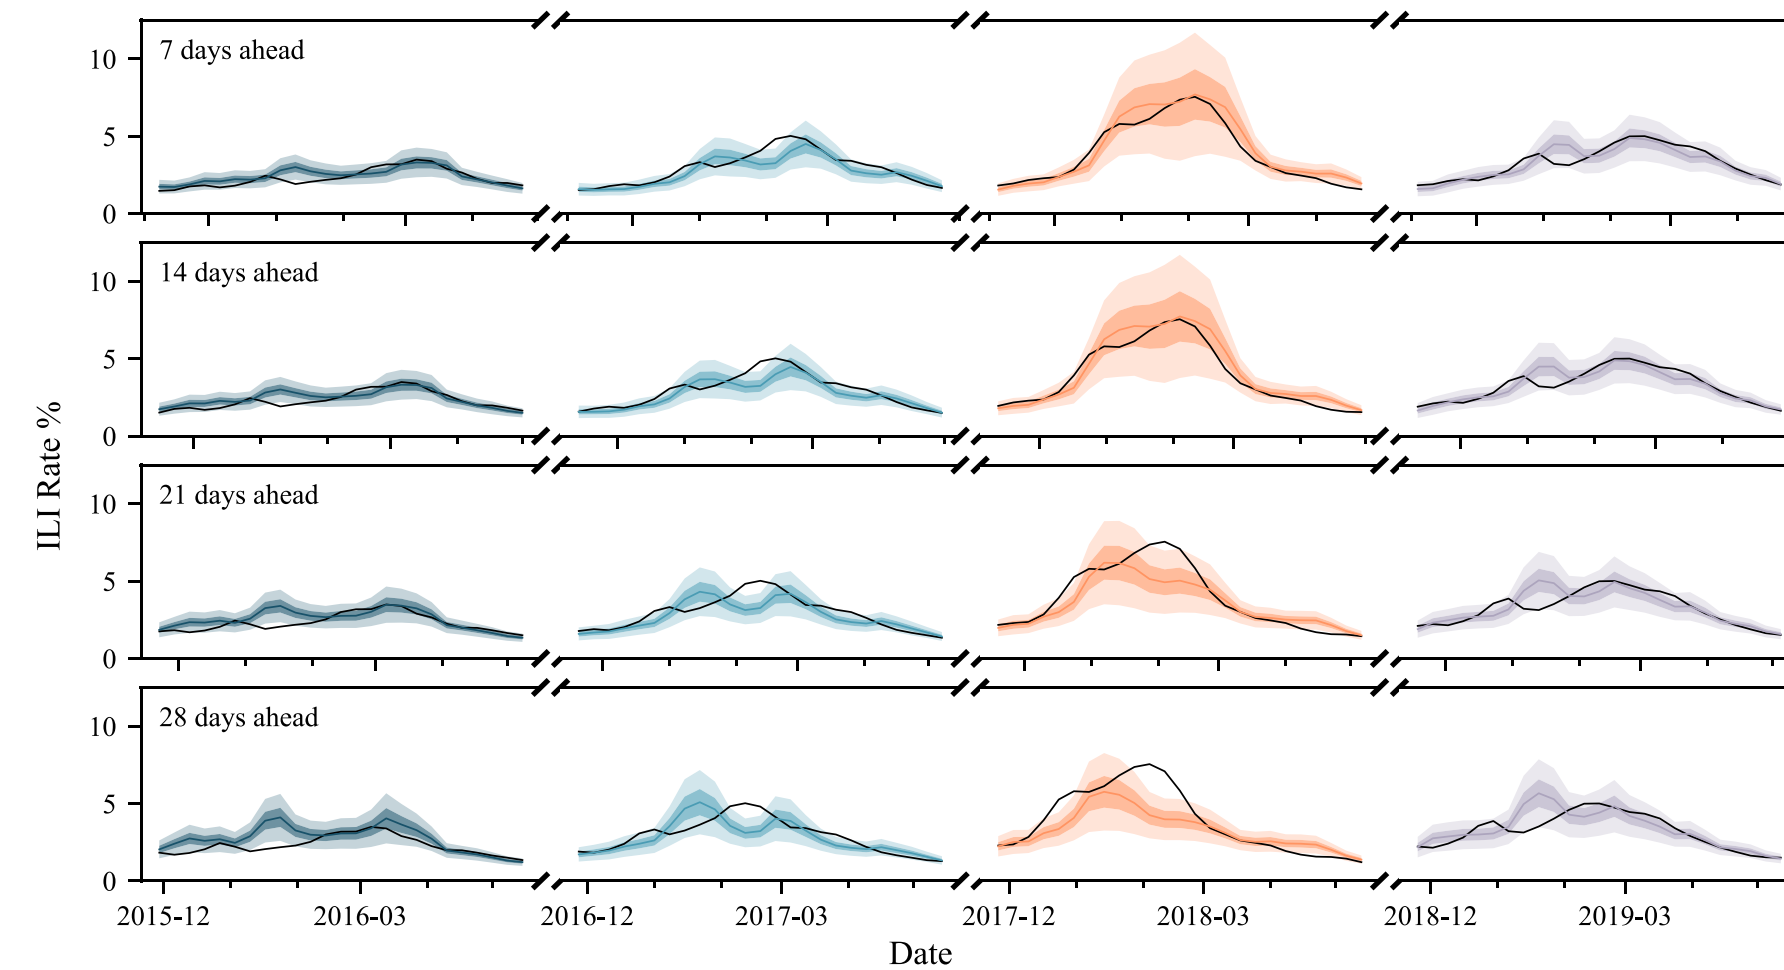 7 days ahead
10
5
0
14 days ahead
10
5
0
21 days ahead
10
5
0
28 days ahead
10
5
0
ILI Rate %
2015-12 2016-03 2016-12 2017-03 2017-12 2018-03 2018-12 2019-03
Date